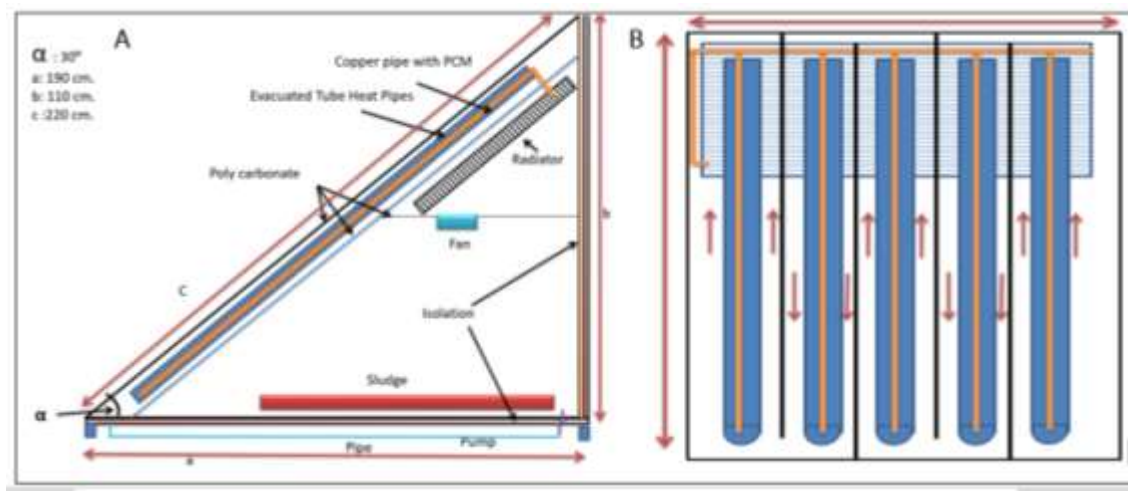 A
α : 30°
a: 190 cm.
b: 110 cm.
c :220 cm.
Copper pipe with PCM
Evacuated Tube Heat Pipes
Radiator
Poly carbonate
b
Fan
c
Isolation
Sludge
α
Pipe
Pump
a
B